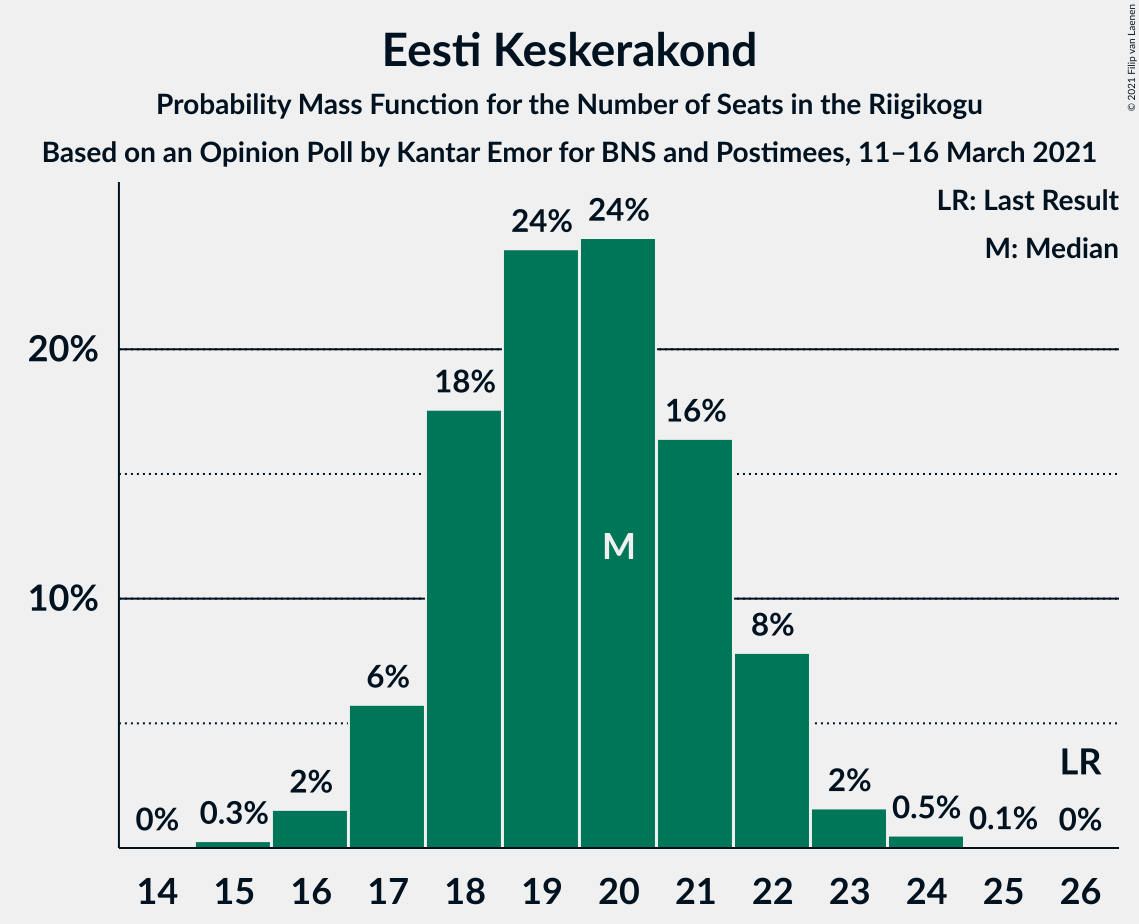 Eesti Keskerakond
Probability Mass Function for the Number of Seats in the Riigikogu
Based on an Opinion Poll by Kantar Emor for BNS and Postimees, 11–16 March 2021
© 2021 Filip van Laenen
LR: Last Result
M: Median
20%
10%
0%
0.3%
2%
6%
18%
24%
24%
16%
8%
2%
0.5%
0.1%
0%
M
LR
14 15 16 17 18 19 20 21 22 23 24 25 26